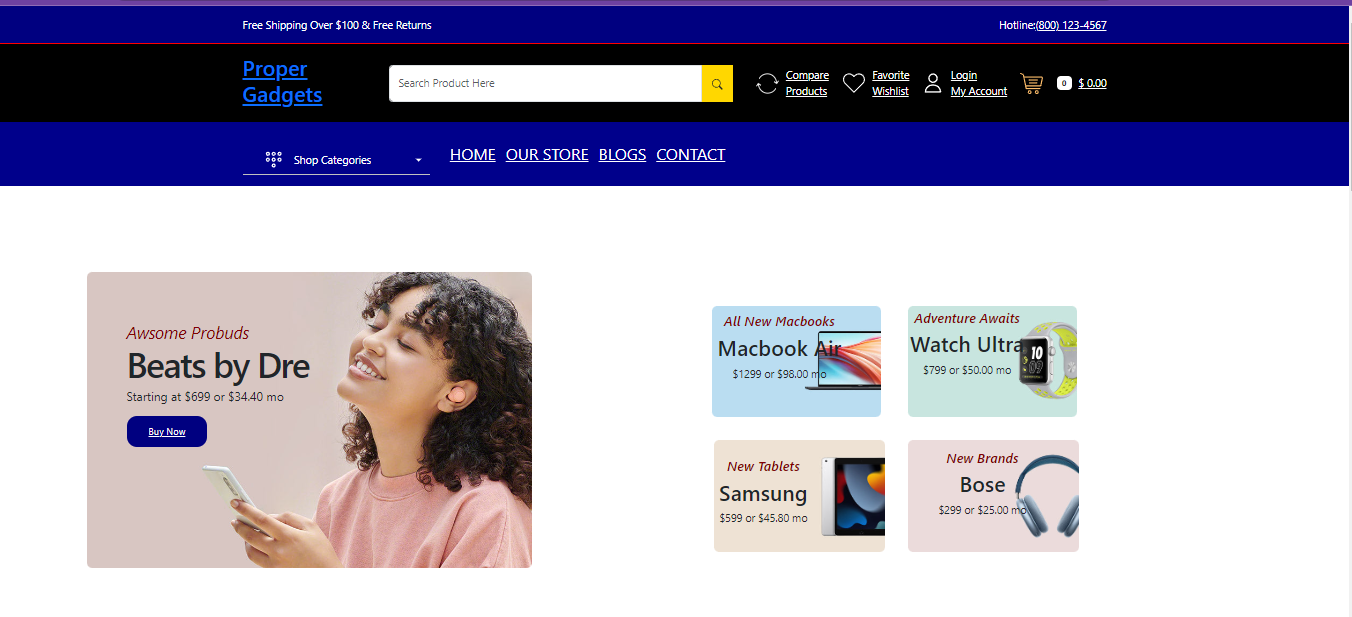 Free Shipping Over $100 & Free Returns
Hotline:(800) 123-4567
Proper
Gadgets
Search Product Here
Compare
Products
Favorite
Wishlist
Login
My Account
0
$ 0.00
Shop Categories
HOME
OUR STORE
BLOGS
CONTACT
Awsome Probuds
Beats by Dre
Starting at $699 or $34.40 mo
Buy Now
All New Macbooks
Macbook Air
$1299 or $98.00 mo
Adventure Awaits
Watch Ultra
$799 or $50.00 mo
10
09
New Tablets
Samsung
$599 or $45.80 mo
New Brands
Bose
$299 or $25.00 mo